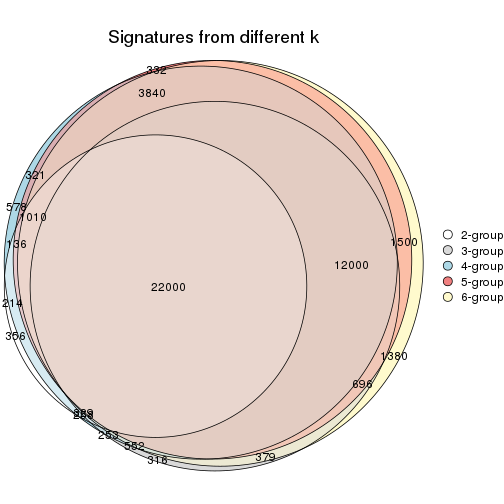 Signatures from different k
332
3840
321
578
1010
136
1500
12000
22000
214
356
1380
696
253
552
316
379
2-group
3-group
4-group
5-group
6-group